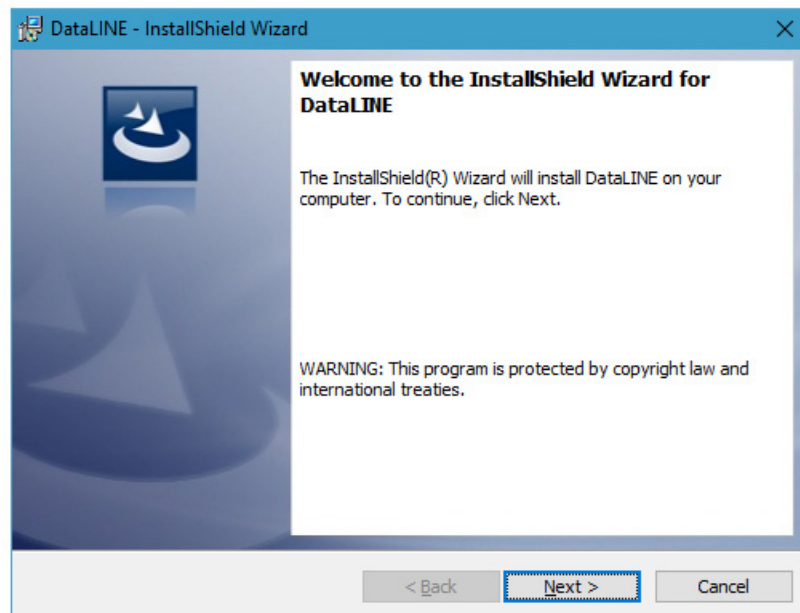 DataLINE - InstallShield Wizard
Welcome to the InstallShield Wizard for
DataLINE
The InstallShield(R) Wizard will install DataLINE on your
computer. To continue, click Next.
WARNING: This program is protected by copyright law and
international treaties.
< Back
Next >
Cancel